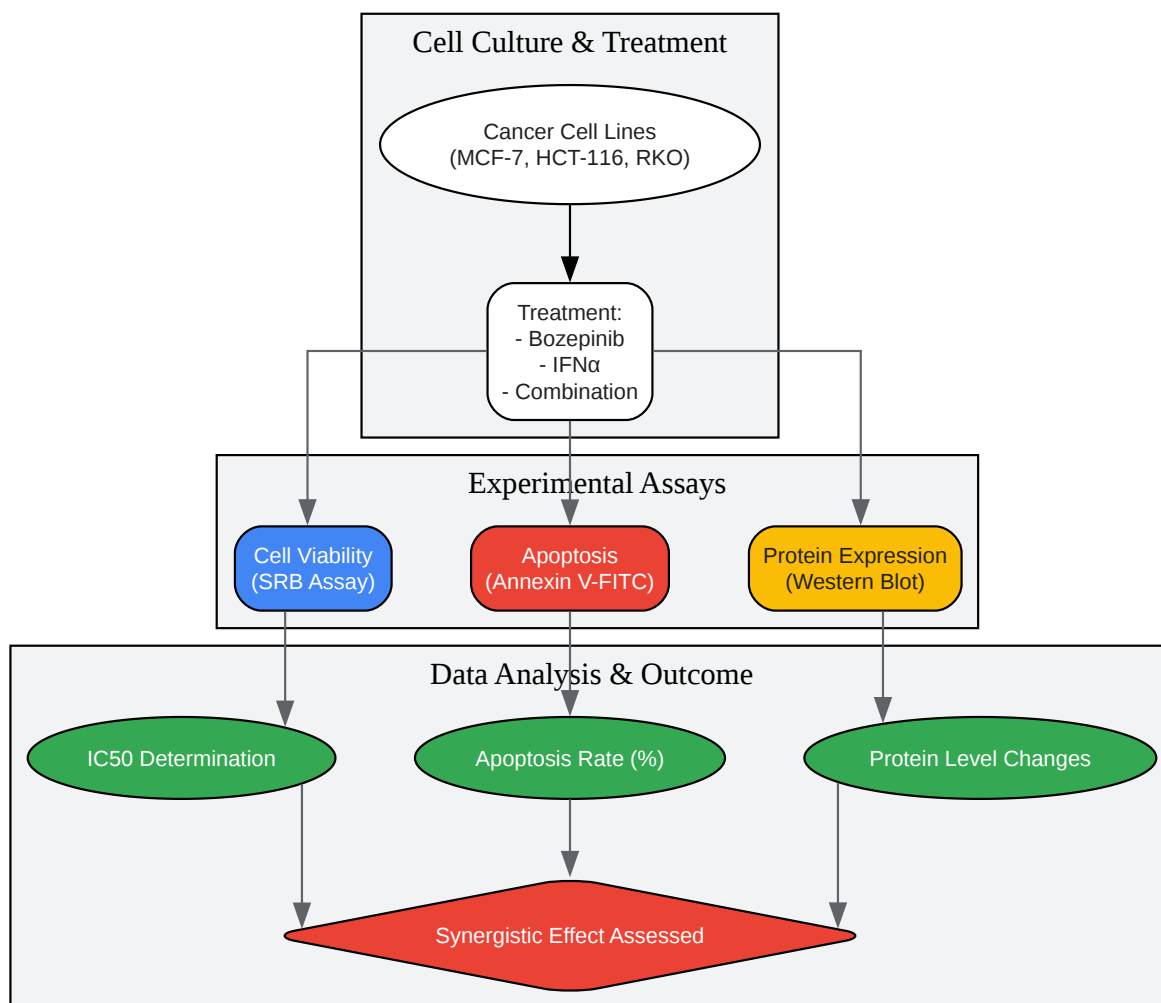 Cell Culture & Treatment
Cancer Cell Lines
(MCF-7, HCT-116, RKO)
Treatment:
- Bozepinib
- IFNα
- Combination
Experimental Assays
Cell Viability
(SRB Assay)
Apoptosis
(Annexin V-FITC)
Protein Expression
(Western Blot)
Data Analysis & Outcome
IC50 Determination
Apoptosis Rate (%)
Protein Level Changes
Synergistic Effect Assessed